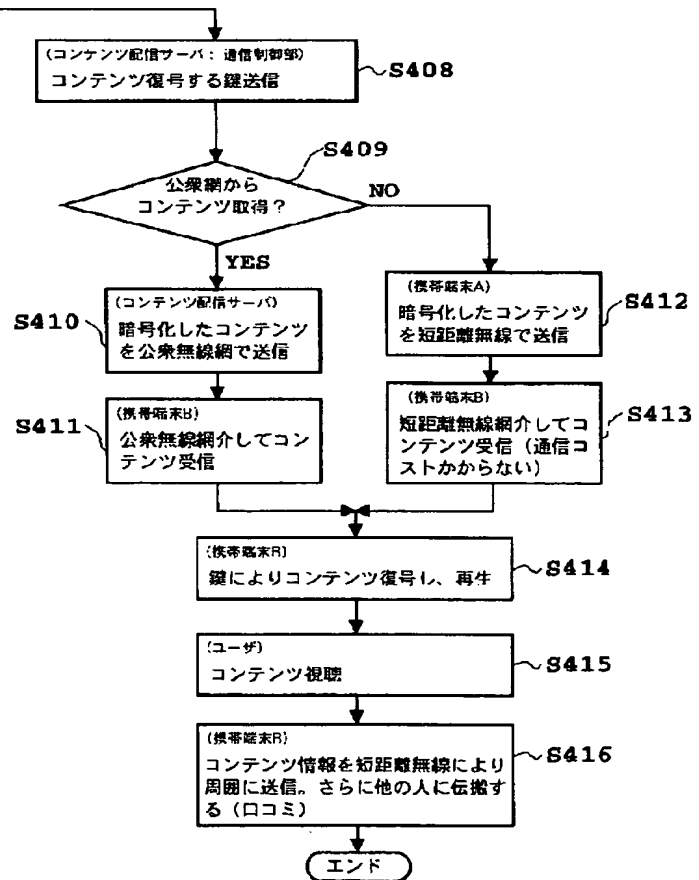 (コンテンツ配信サーバ：通信制御部)
コンテンツ復号する鍵送信
S408
S409
公衆網から
コンテンツ取得？
NO
YES
(コンテンツ配信サーバ)
暗号化したコンテンツ
を公衆無線網で送信
S410
(携帯端末A)
暗号化したコンテンツ
を短距離無線で送信
S412
(携帯端末B)
公衆無線網介してコン
テンツ受信
S411
(携帯端末B)
短距離無線網介してコ
ンテンツ受信（通信コ
ストかからない）
S413
(携帯端末B)
鍵によりコンテンツ復号し、再生
S414
(ユーザ)
コンテンツ視聴
S415
(携帯端末B)
コンテンツ情報を短距離無線により
周囲に送信。さらに他の人に伝搬す
る（口コミ）
S416
エンド